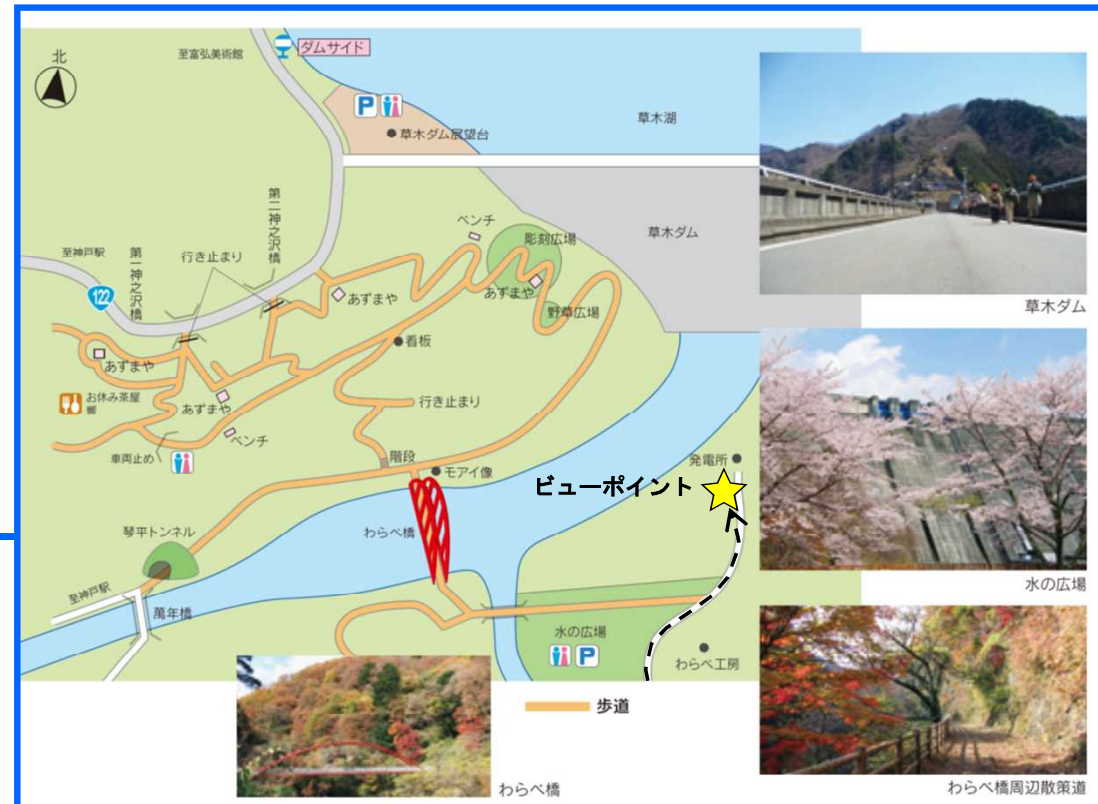 北
至富弘美術館
ダムサイド
P
草木ダム展望台
草木湖
草木ダム
第二神之沢橋
ベンチ
彫刻広場
至神戸駅
第一神之沢橋
行き止まり
122
あずまや
あずまや
野草広場
草木ダム
看板
あずまや
お休み茶屋
響
あずまや
行き止まり
ベンチ
車両止め
階段
モアイ像
発電所
ビューポイント
琴平トンネル
わらべ橋
水の広場
至神戸駅
萬年橋
水の広場
P
わらべ工房
歩道
わらべ橋
わらべ橋周辺散策道